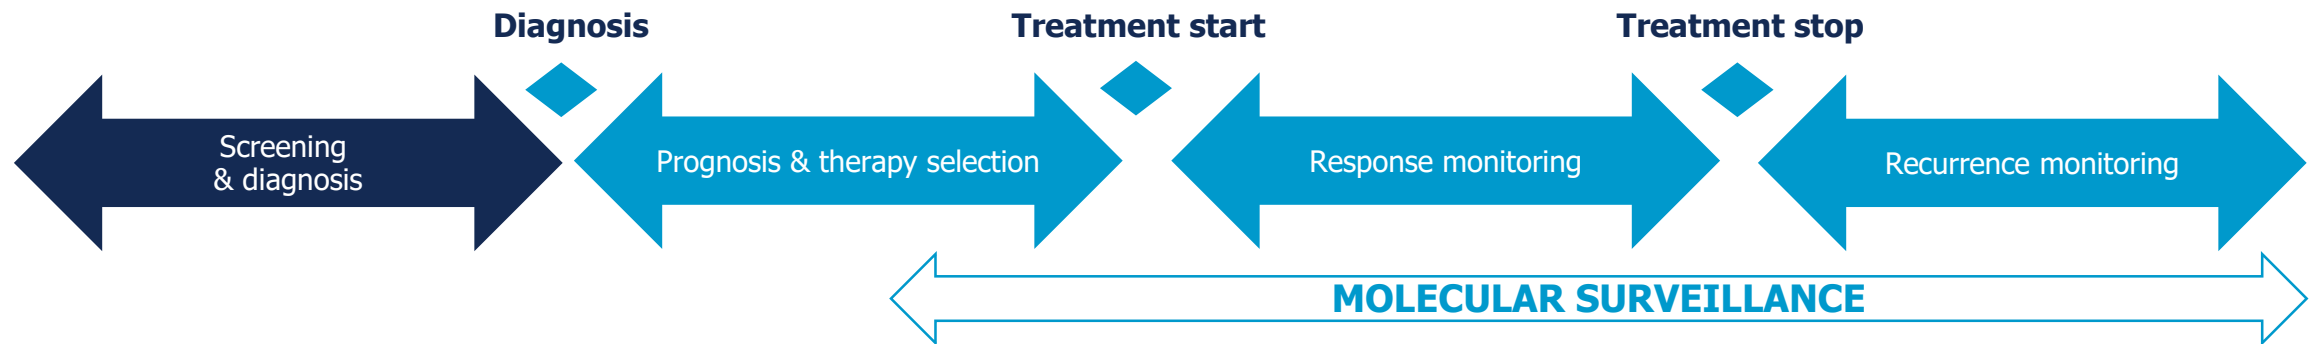 Diagnosis
Treatment start
Treatment stop
Screening
& diagnosis
Prognosis & therapy selection
Response monitoring
Recurrence monitoring
MOLECULAR SURVEILLANCE